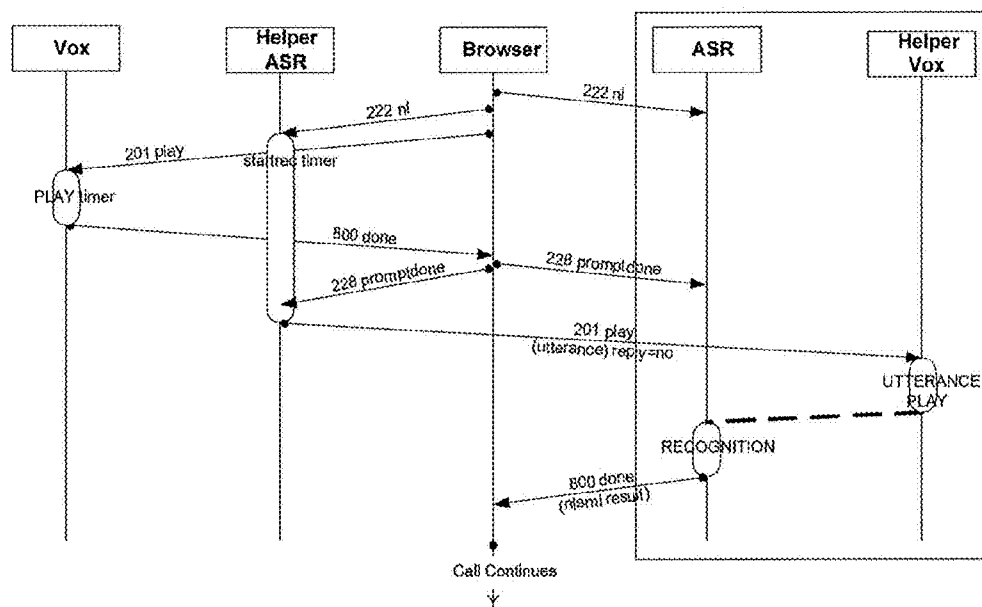 Vox
Helper
ASR
Browser
ASR
Helper
Vox
222 nl
222 nl
201 play
startrec timer
PLAY timer
800 done
228 promptdone
228 promptdone
201 play
(utterance) reply=no
UTTERANCE
PLAY
RECOGNITION
800 done
(nlsml result)
Call Continues